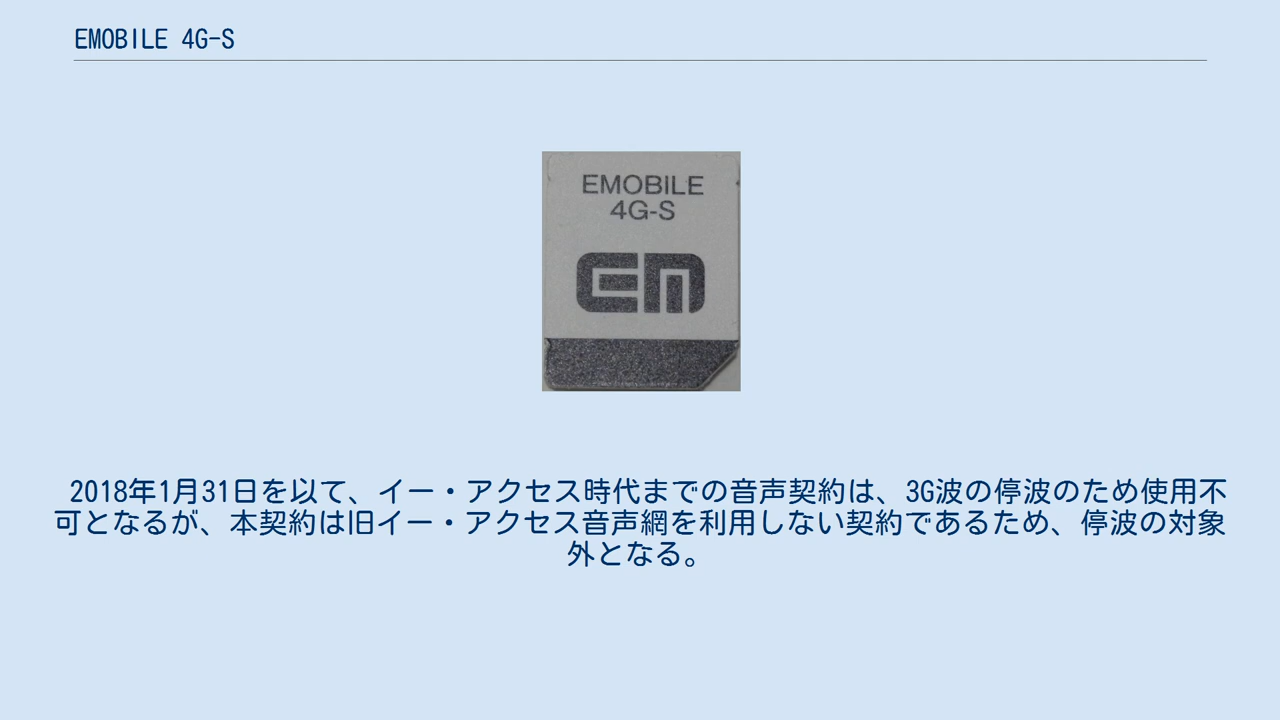 EMOBILE 4G-S
EMOBILE
4G-S
EM
2018年1月31日を以て、イー・アクセス時代までの音声契約は、3G波の停波のため使用不
可となるが、本契約は旧イー・アクセス音声網を利用しない契約であるため、停波の対象
外となる。